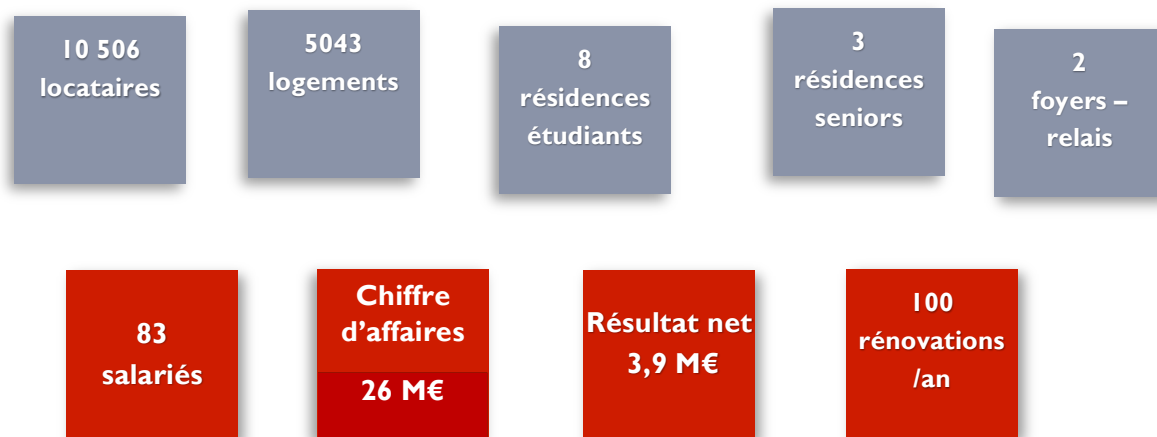 10 506
locataires
5043
logements
8
résidences
étudiants
3
résidences
seniors
2
foyers –
relais
83
salariés
Chiffre
d’affaires
26 M€
Résultat net
3,9 M€
100
rénovations
/an